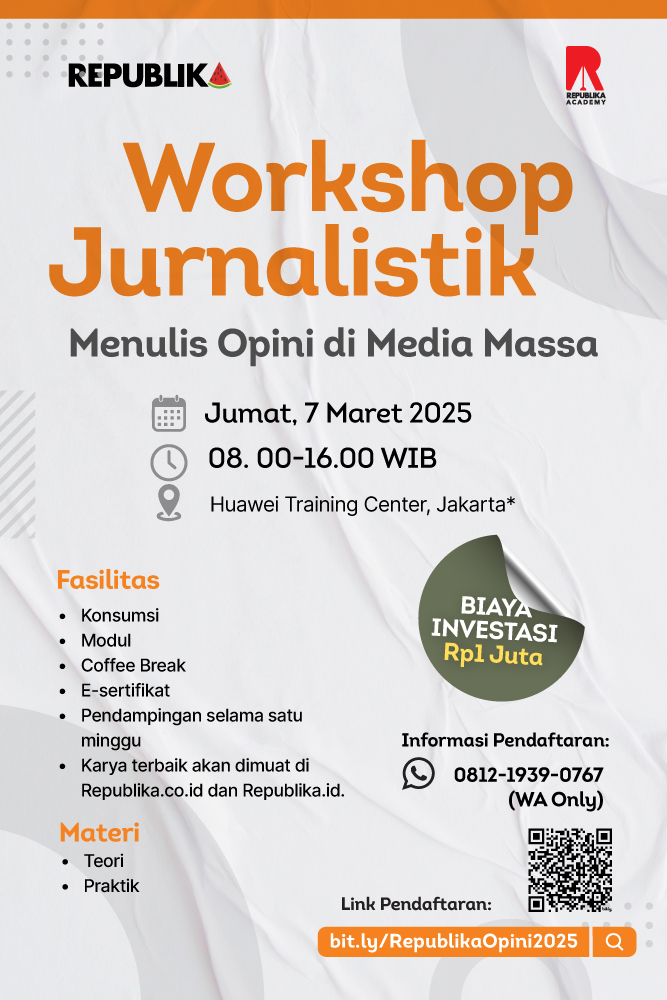 REPUBLIKA
REPUBLIKA
ACADEMY
Workshop
Jurnalistik
Menulis Opini di Media Massa
Jumat, 7 Maret 2025
08. 00-16.00 WIB
Huawei Training Center, Jakarta*
Fasilitas
• Konsumsi
• Modul
• Coffee Break
• E-sertifikat
• Pendampingan selama satu
minggu
• Karya terbaik akan dimuat di
Republika.co.id dan Republika.id.
BIAYA
INVESTASI
Rp1 Juta
Informasi Pendaftaran:
0812-1939-0767
(WA Only)
Materi
• Teori
• Praktik
Link Pendaftaran:
bit.ly/RepublikaOpini2025